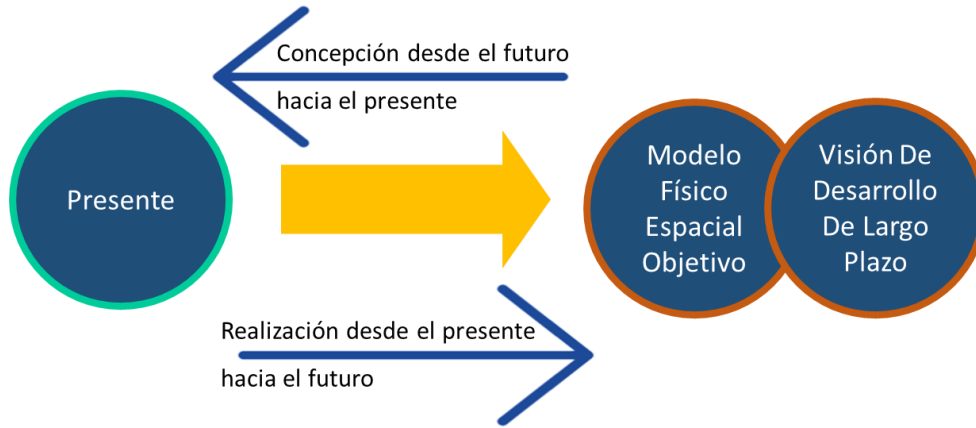 Concepción desde el futuro
hacia el presente
Presente
Modelo
Físico
Espacial
Objetivo
Visión De
Desarrollo
De Largo
Plazo
Realización desde el presente
hacia el futuro